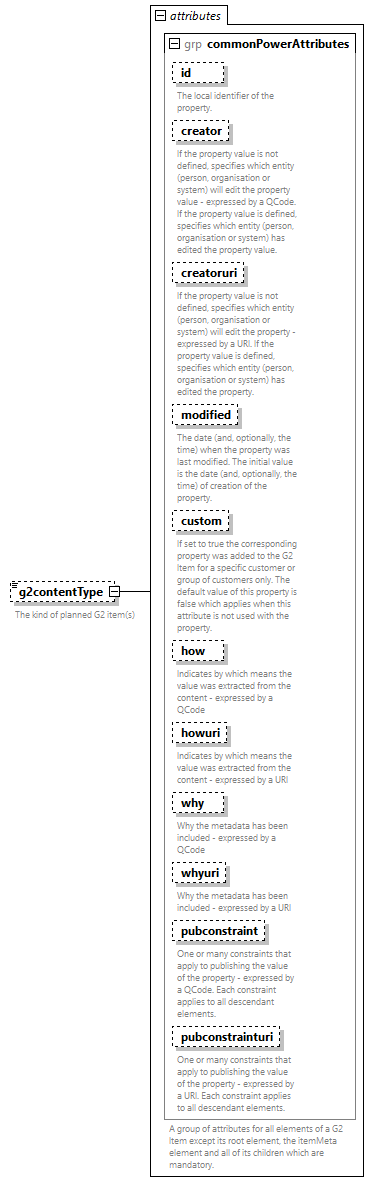 attributes
grp commonPowerAttributes
id
The local identifier of the
property.
creator
If the property value is not
defined, specifies which entity
(person, organisation or
system) will edit the property
value - expressed by a QCode.
If the property value is defined,
specifies which entity (person,
organisation or system) has
edited the property value.
creatoruri
If the property value is not
defined, specifies which entity
(person, organisation or
system) will edit the property -
expressed by a URI. If the
property value is defined,
specifies which entity (person,
organisation or system) has
edited the property.
modified
The date (and, optionally, the
time) when the property was
last modified. The initial value
is the date (and, optionally, the
time) of creation of the
property.
custom
If set to true the corresponding
property was added to the G2
Item for a specific customer or
group of customers only. The
default value of this property is
false which applies when this
attribute is not used with the
property.
g2contentType
The kind of planned G2 item(s)
how
Indicates by which means the
value was extracted from the
content - expressed by a
QCode
howuri
Indicates by which means the
value was extracted from the
content - expressed by a URI
why
Why the metadata has been
included - expressed by a
QCode
whyuri
Why the metadata has been
included - expressed by a URI
pubconstraint
One or many constraints that
apply to publishing the value
of the property - expressed by
a QCode. Each constraint
applies to all descendant
elements.
pubconstrainturi
One or many constraints that
apply to publishing the value
of the property - expressed by
a URI. Each constraint applies
to all descendant elements.
A group of attributes for all elements of a G2
Item except its root element, the itemMeta
element and all of its children which are
mandatory.